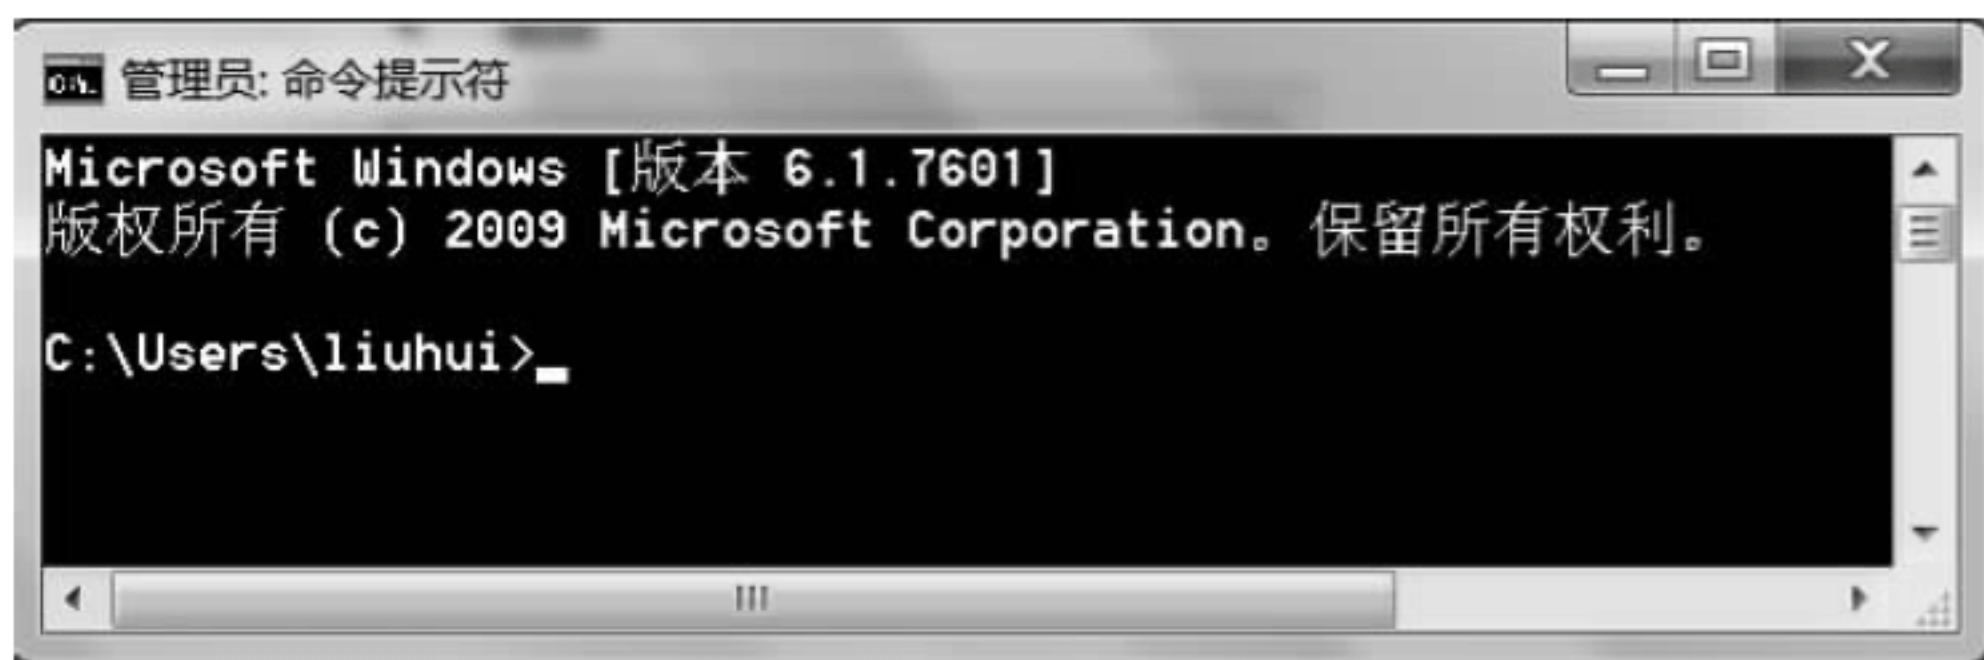 管理员: 命令提示符
Microsoft Windows [版本 6.1.7601]
版权所有 (c) 2009 Microsoft Corporation。保留所有权利。
C:\Users\liuhui>